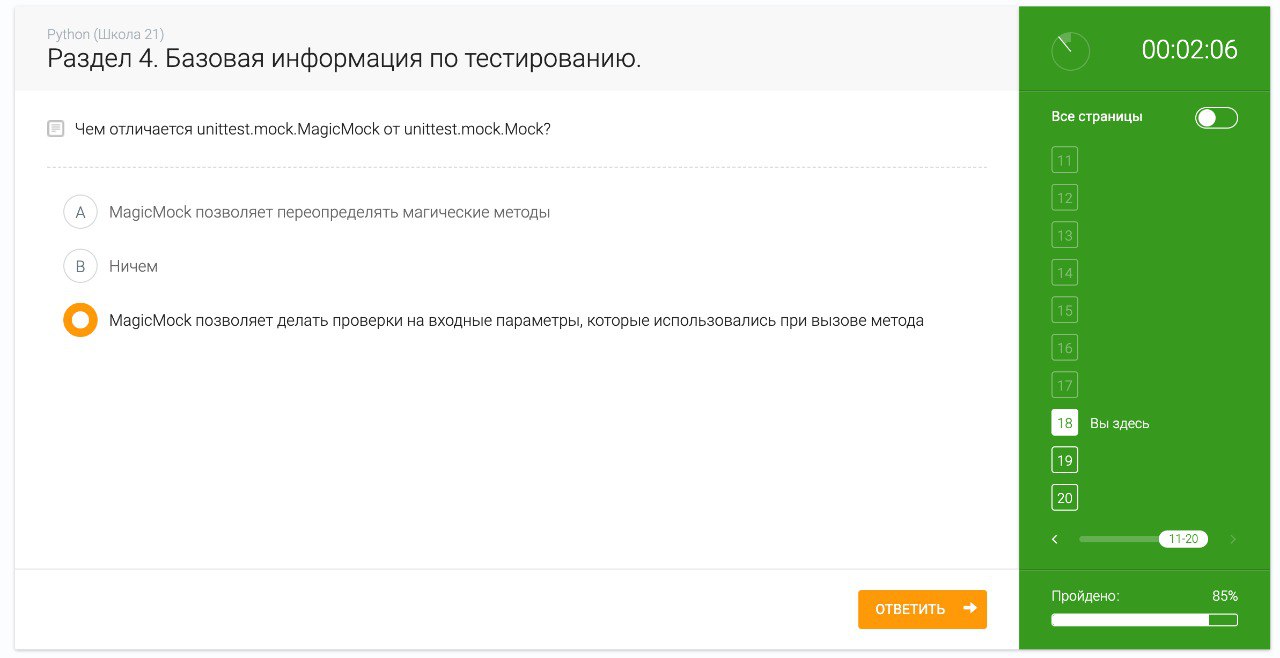 Python (Школа 21)
Раздел 4. Базовая информация по тестированию.
Чем отличается unittest.mock.MagicMock от unittest.mock.Mock?
A MagicMock позволяет переопределять магические методы
B Ничем
MagicMock позволяет делать проверки на входные параметры, которые использовались при вызове метода
ОТВЕТИТЬ
00:02:06
Все страницы
11
12
13
14
15
16
17
18 Вы здесь
19
20
11-20
Пройдено: 85%